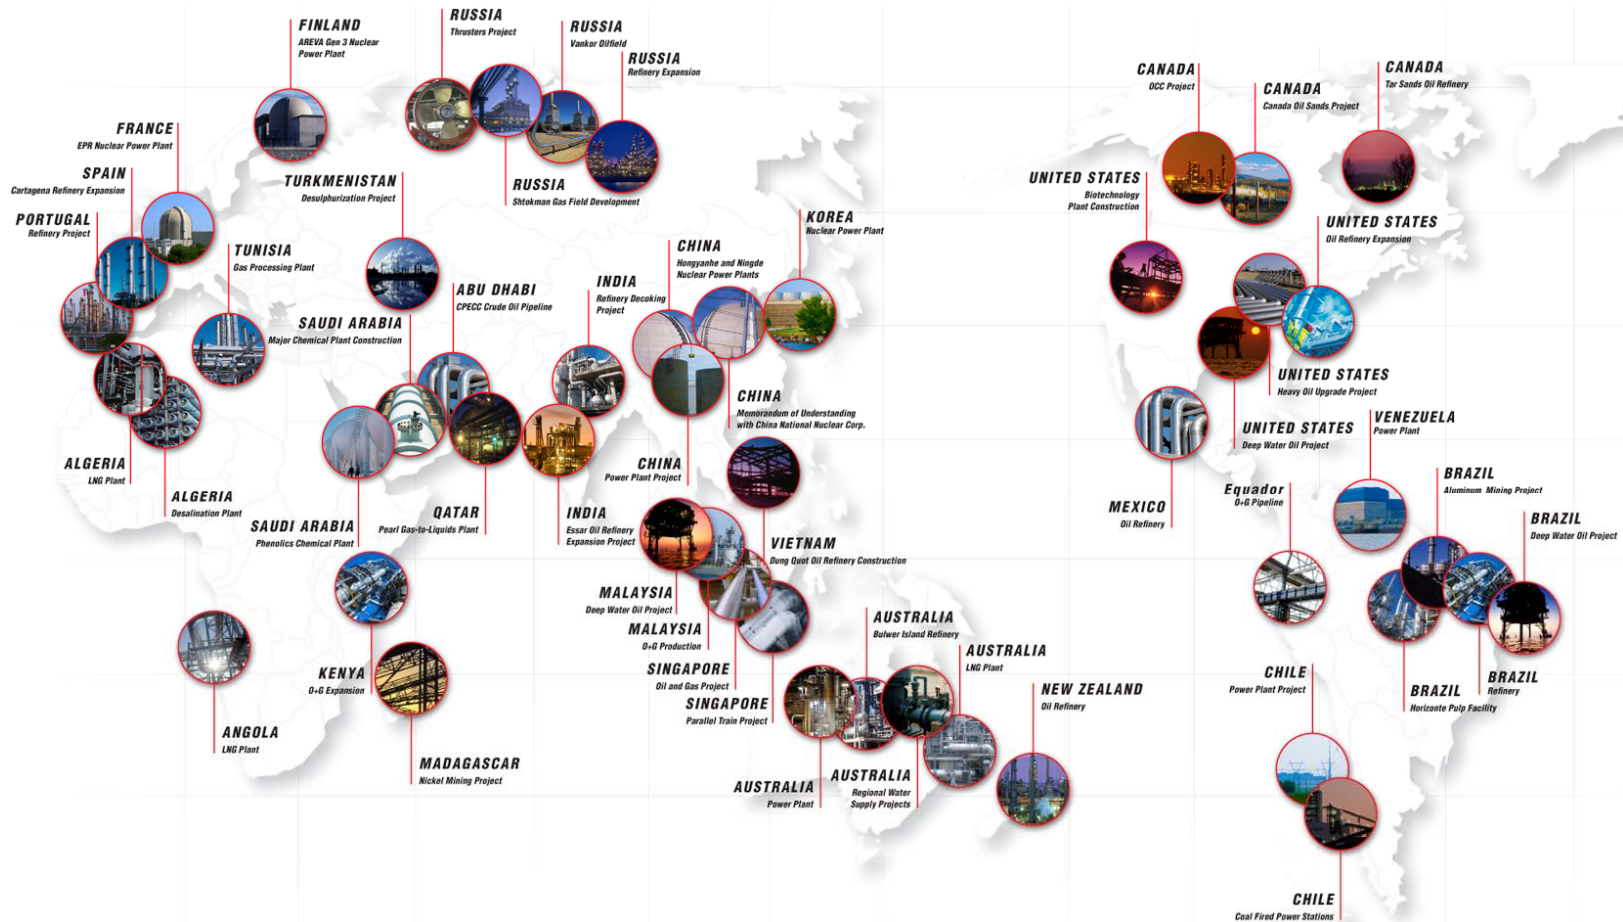 FINLAND
AREVA Gen 3 Nuclear
Power Plant
RUSSIA
Thrusters Project
RUSSIA
Vankor Oilfield
RUSSIA
Refinery Expansion
FRANCE
EPR Nuclear Power Plant
SPAIN
Cartagena Refinery Expansion
PORTUGAL
Refinery Project
TURKMENISTAN
Desulphurization Project
RUSSIA
Shtokman Gas Field Development
TUNISIA
Gas Processing Plant
ABU DHABI
CPECC Crude Oil Pipeline
SAUDI ARABIA
Major Chemical Plant Construction
INDIA
Refinery Decoking
Project
CHINA
Hongyanhe and Ningde
Nuclear Power Plants
KOREA
Nuclear Power Plant
CHINA
Memorandum of Understanding
with China National Nuclear Corp.
CHINA
Power Plant Project
ALGERIA
LNG Plant
ALGERIA
Desalination Plant
SAUDI ARABIA
Phenolics Chemical Plant
QATAR
Pearl Gas-to-Liquids Plant
INDIA
Essar Oil Refinery
Expansion Project
VIETNAM
Dung Quot Oil Refinery Construction
MALAYSIA
Deep Water Oil Project
MALAYSIA
O+G Production
SINGAPORE
Oil and Gas Project
SINGAPORE
Parallel Train Project
KENYA
O+G Expansion
ANGOLA
LNG Plant
MADAGASCAR
Nickel Mining Project
AUSTRALIA
Bulwer Island Refinery
AUSTRALIA
LNG Plant
NEW ZEALAND
Oil Refinery
AUSTRALIA
Power Plant
AUSTRALIA
Regional Water
Supply Projects
CANADA
OCC Project
CANADA
Canada Oil Sands Project
CANADA
Tar Sands Oil Refinery
UNITED STATES
Biotechnology
Plant Construction
UNITED STATES
Oil Refinery Expansion
UNITED STATES
Heavy Oil Upgrade Project
UNITED STATES
Deep Water Oil Project
MEXICO
Oil Refinery
VENEZUELA
Power Plant
Equador
O+G Pipeline
BRAZIL
Aluminum Mining Project
BRAZIL
Deep Water Oil Project
BRAZIL
Refinery
BRAZIL
Horizonte Pulp Facility
CHILE
Power Plant Project
CHILE
Coal Fired Power Stations